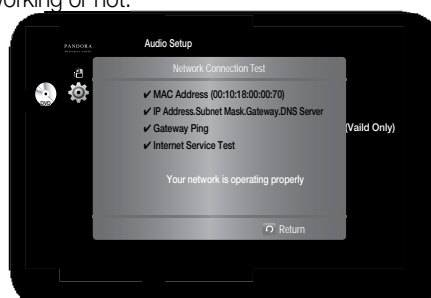 orking or not.
PANDORA
Audio Setup
Network Connection Test
✔ MAC Address (00:10:18:00:00:70)
✔ IP Address.Subnet Mask.Gateway.DNS Server
(Vaild Only)
✔ Gateway Ping
✔ Internet Service Test
Your network is operating properly
Return